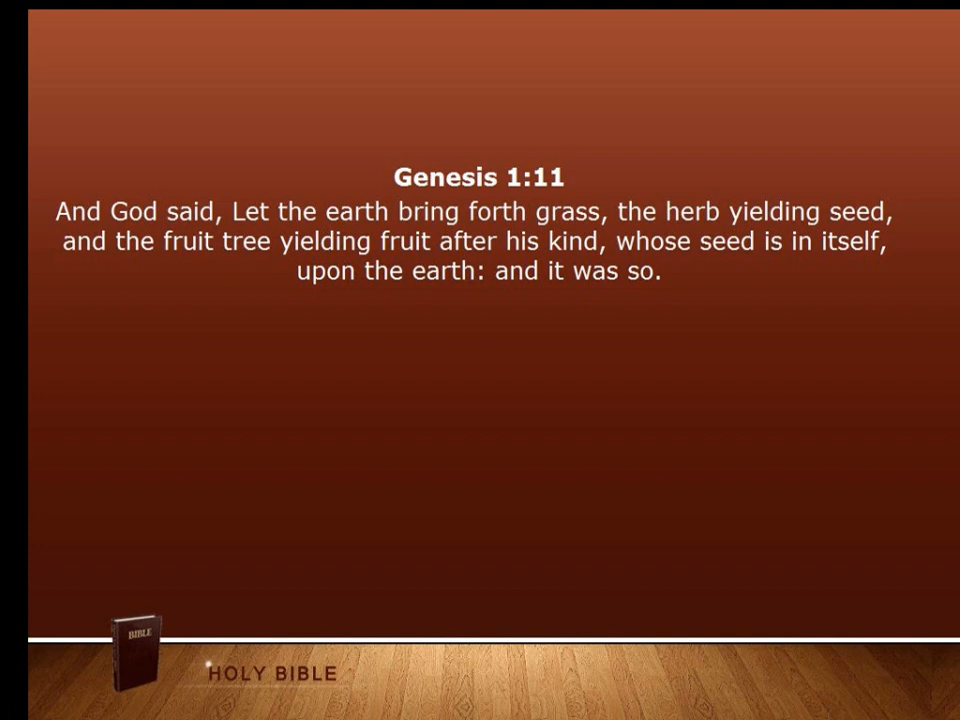 Genesis 1:11
And God said, Let the earth bring forth grass, the herb yielding seed,
and the fruit tree yielding fruit after his kind, whose seed is in itself,
upon the earth: and it was so.
BIBLE
HOLY BIBLE